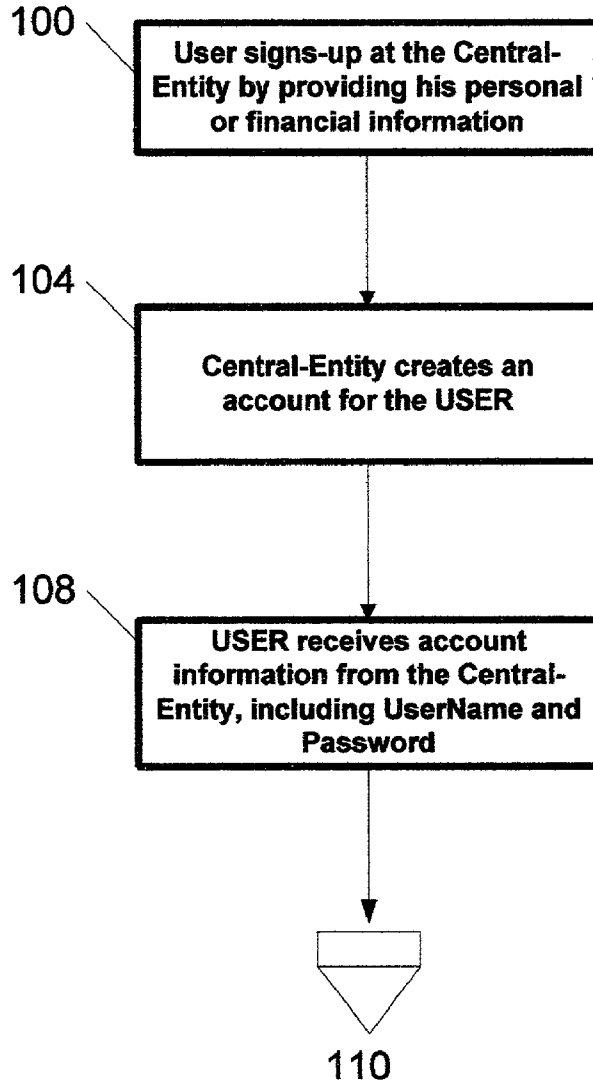 100
User signs-up at the Central-
Entity by providing his personal
or financial information
104
Central-Entity creates an
account for the USER
108
USER receives account
information from the Central-
Entity, including UserName and
Password
110